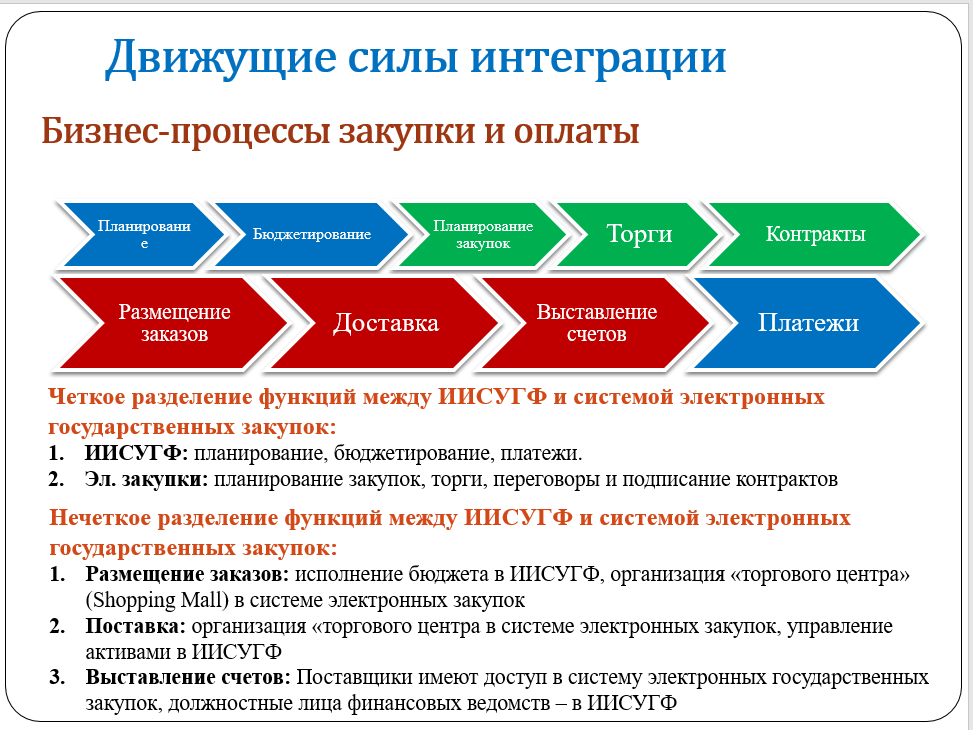 Движущие силы интеграции
Бизнес-процессы закупки и оплаты
Планировани
е
Бюджетирование
Планирование
закупок
Торги
Контракты
Размещение
заказов
Доставка
Выставление
счетов
Платежи
Четкое разделение функций между ИИСУГФ и системой электронных
государственных закупок:
1. ИИСУГФ: планирование, бюджетирование, платежи.
2. Эл. закупки: планирование закупок, торги, переговоры и подписание контрактов
Нечеткое разделение функций между ИИСУГФ и системой электронных
государственных закупок:
1. Размещение заказов: исполнение бюджета в ИИСУГФ, организация «торгового центра»
(Shopping Mall) в системе электронных закупок
2. Поставка: организация «торгового центра в системе электронных закупок, управление
активами в ИИСУГФ
3. Выставление счетов: Поставщики имеют доступ в систему электронных государственных
закупок, должностные лица финансовых ведомств – в ИИСУГФ